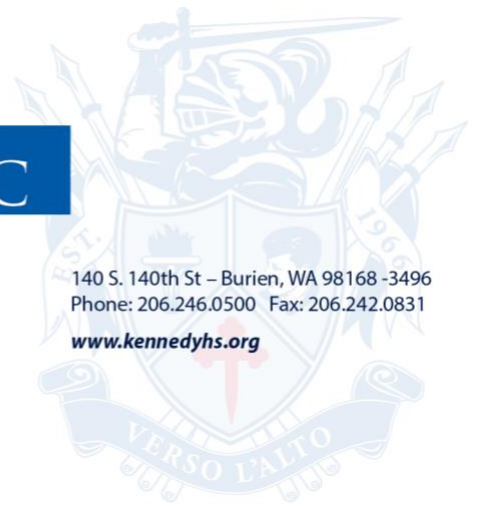 C
EST. 1966
140 S. 140th St – Burien, WA 98168 -3496
Phone: 206.246.0500 Fax: 206.242.0831
www.kennedyhs.org
VERSO L'ALTO